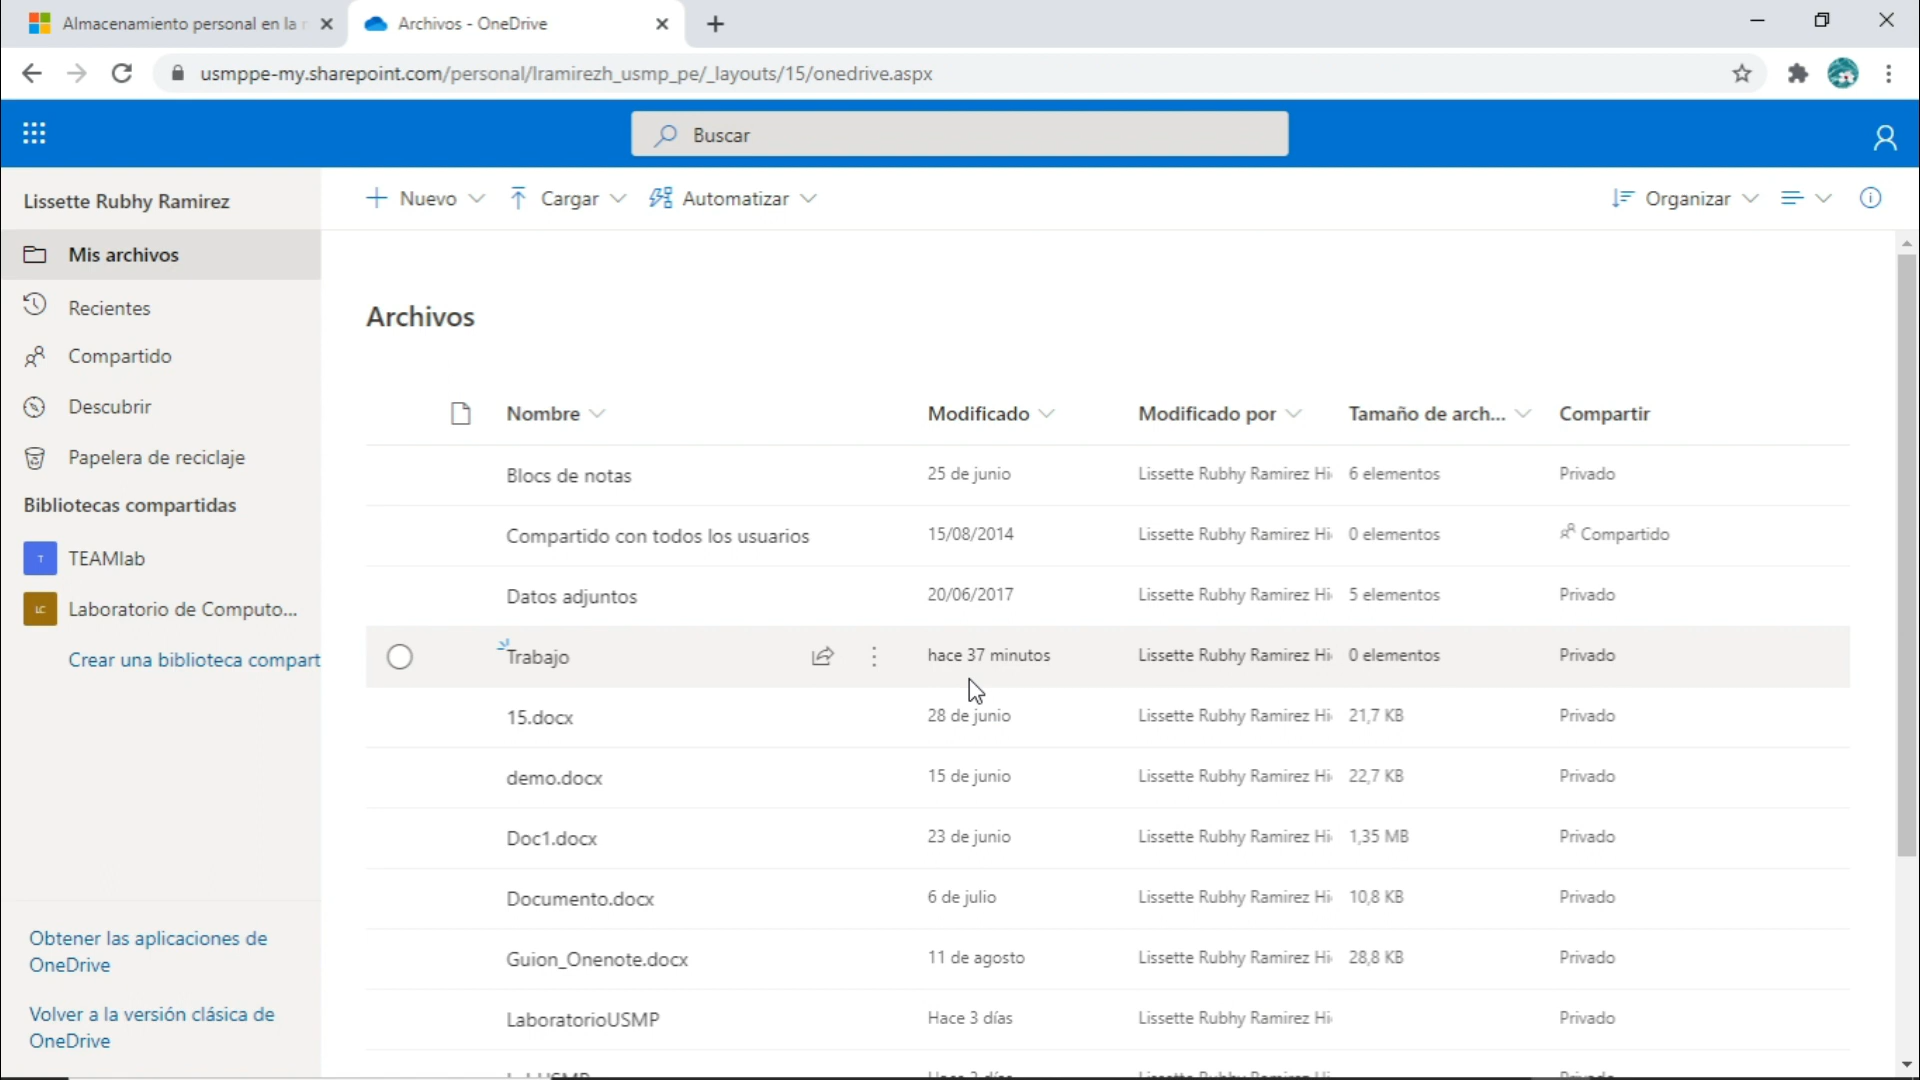 Almacenamiento personal en la
Archivos - OneDrive
usmppe-my.sharepoint.com/personal/lramirezh_usmp_pe/_layouts/15/onedrive.aspx
Buscar
Lissette Rubhy Ramirez
Nuevo
Cargar
Automatizar
Organizar
Mis archivos
Recientes
Compartido
Descubrir
Papelera de reciclaje
Bibliotecas compartidas
T TEAMlab
LC Laboratorio de Computo...
Crear una biblioteca compart
Obtener las aplicaciones de
OneDrive
Volver a la versión clásica de
OneDrive
Archivos
Nombre Modificado Modificado por Tamaño de arch... Compartir
Blocs de notas 25 de junio Lissette Rubhy Ramirez Hi 6 elementos Privado
Compartido con todos los usuarios 15/08/2014 Lissette Rubhy Ramirez Hi 0 elementos Compartido
Datos adjuntos 20/06/2017 Lissette Rubhy Ramirez Hi 5 elementos Privado
Trabajo hace 37 minutos Lissette Rubhy Ramirez Hi 0 elementos Privado
15.docx 28 de junio Lissette Rubhy Ramirez Hi 21,7 KB Privado
demo.docx 15 de junio Lissette Rubhy Ramirez Hi 22,7 KB Privado
Doc1.docx 23 de junio Lissette Rubhy Ramirez Hi 1,35 MB Privado
Documento.docx 6 de julio Lissette Rubhy Ramirez Hi 10,8 KB Privado
Guion_Onenote.docx 11 de agosto Lissette Rubhy Ramirez Hi 28,8 KB Privado
LaboratorioUSMP Hace 3 días Lissette Rubhy Ramirez Hi Privado